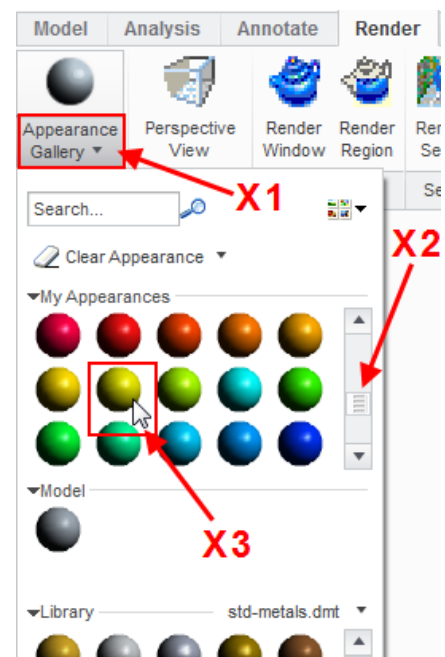 Model Analysis Annotate Render
Appearance Gallery
Perspective View
Render Window
Render Region
Search...
X1
X2
Clear Appearance
My Appearances
X3
Model
Library std-metals.dmt